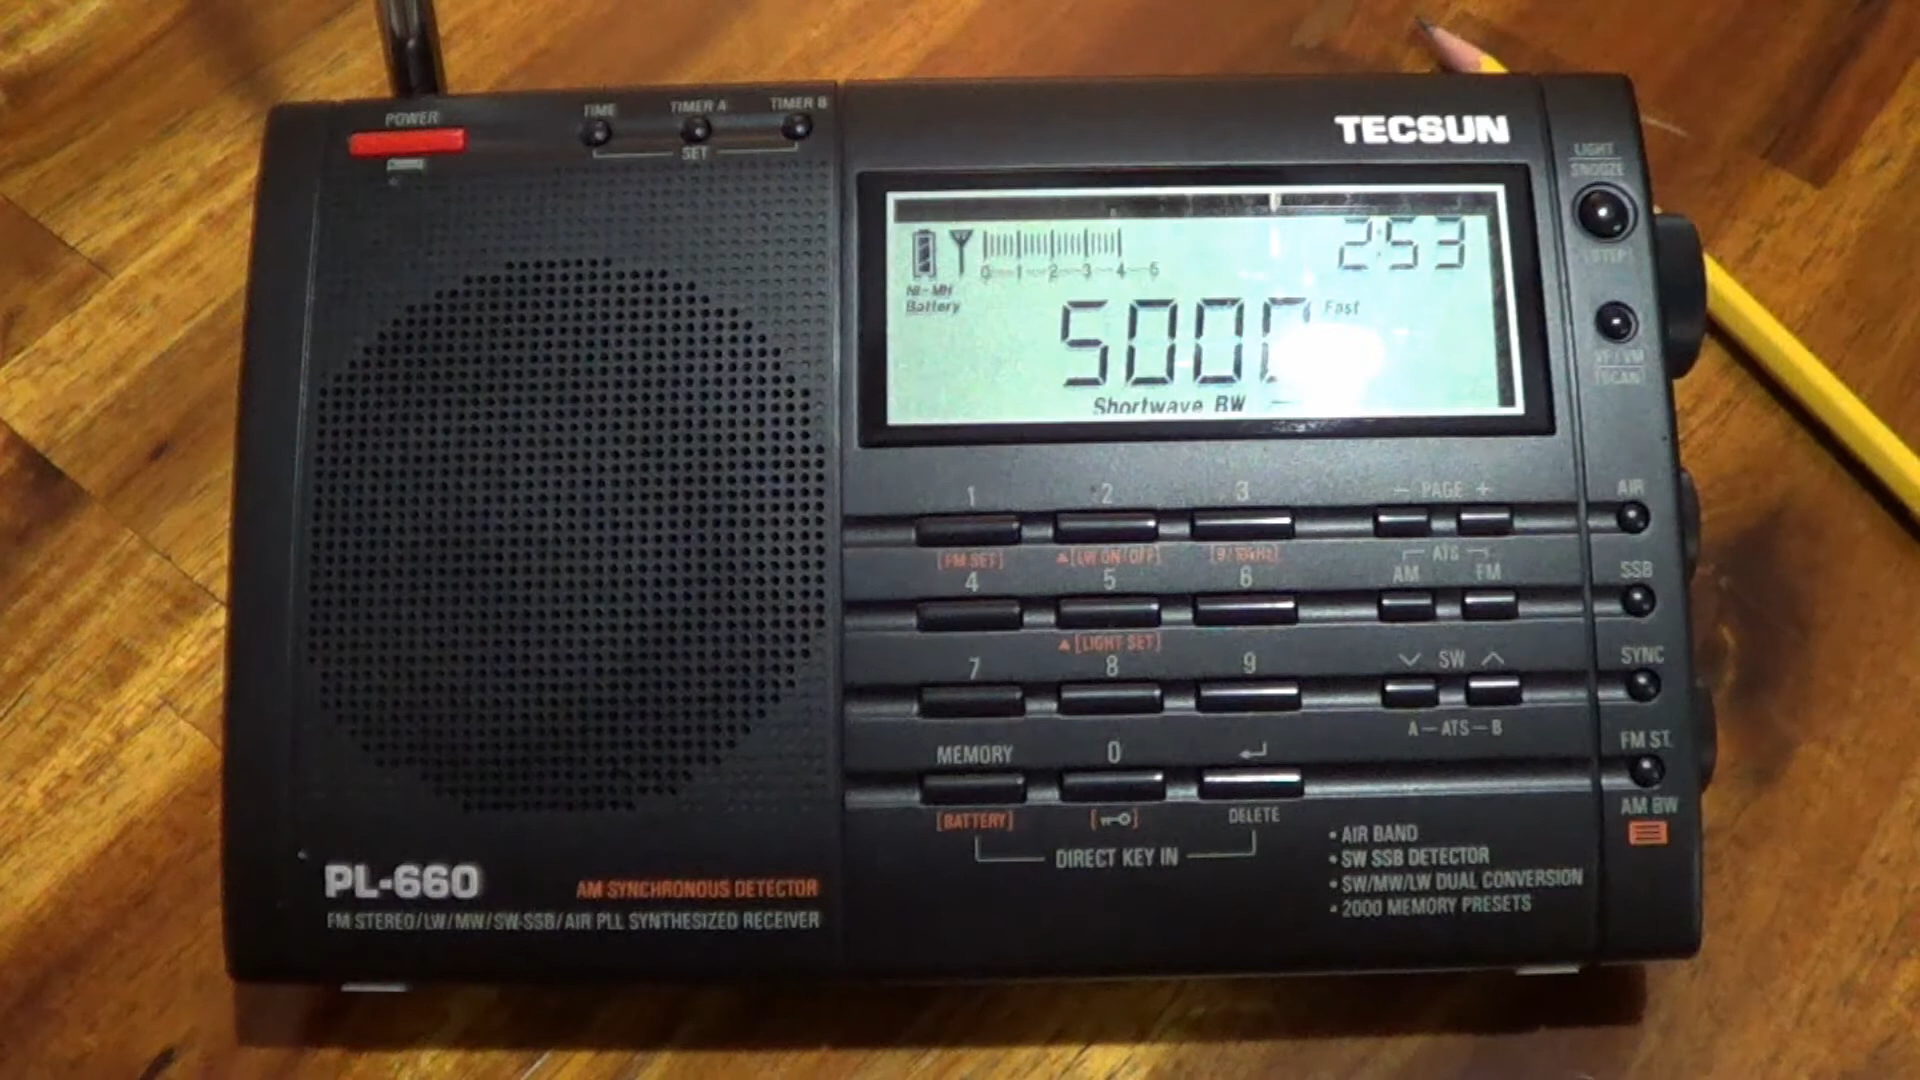 POWER
TIME TIMER A TIMER B
SET
TECSUN
LIGHT
SNOOZE
STEP
2:53
0 1 2 3 4 5
Ni-MH
Battery
5000 Fast
Shortwave BW
VF/VM
SCAN
1 2 3 - PAGE + AIR
[FM SET] ▲[LW ON/OFF] [9/10kHz] ATS
4 5 6 AM FM SSB
▲[LIGHT SET]
7 8 9 SW SYNC
A — ATS — B
MEMORY 0 FM ST.
[BATTERY] DELETE AM BW
DIRECT KEY IN
• AIR BAND
• SW SSB DETECTOR
• SW/MW/LW DUAL CONVERSION
• 2000 MEMORY PRESETS
PL-660 AM SYNCHRONOUS DETECTOR
FM STEREO/LW/MW/SW-SSB/AIR PLL SYNTHESIZED RECEIVER